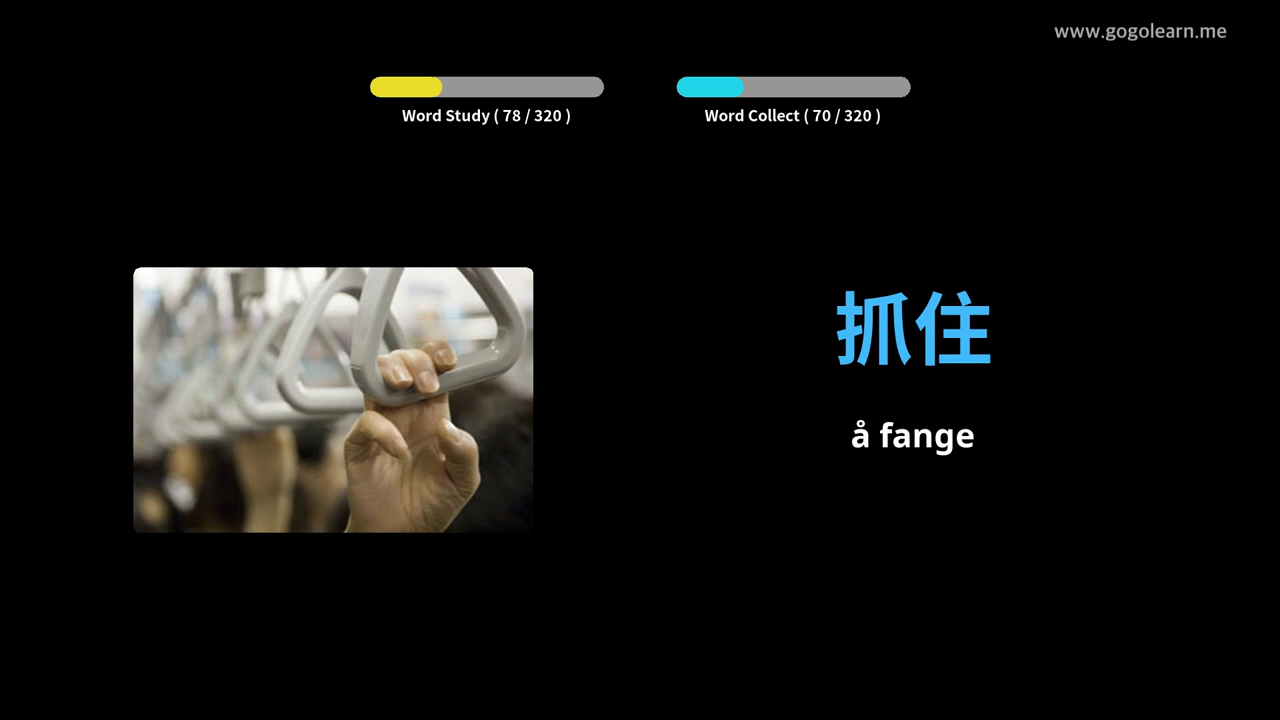 www.gogolearn.me
Word Study ( 78 / 320 )
Word Collect ( 70 / 320 )
抓住
å fange